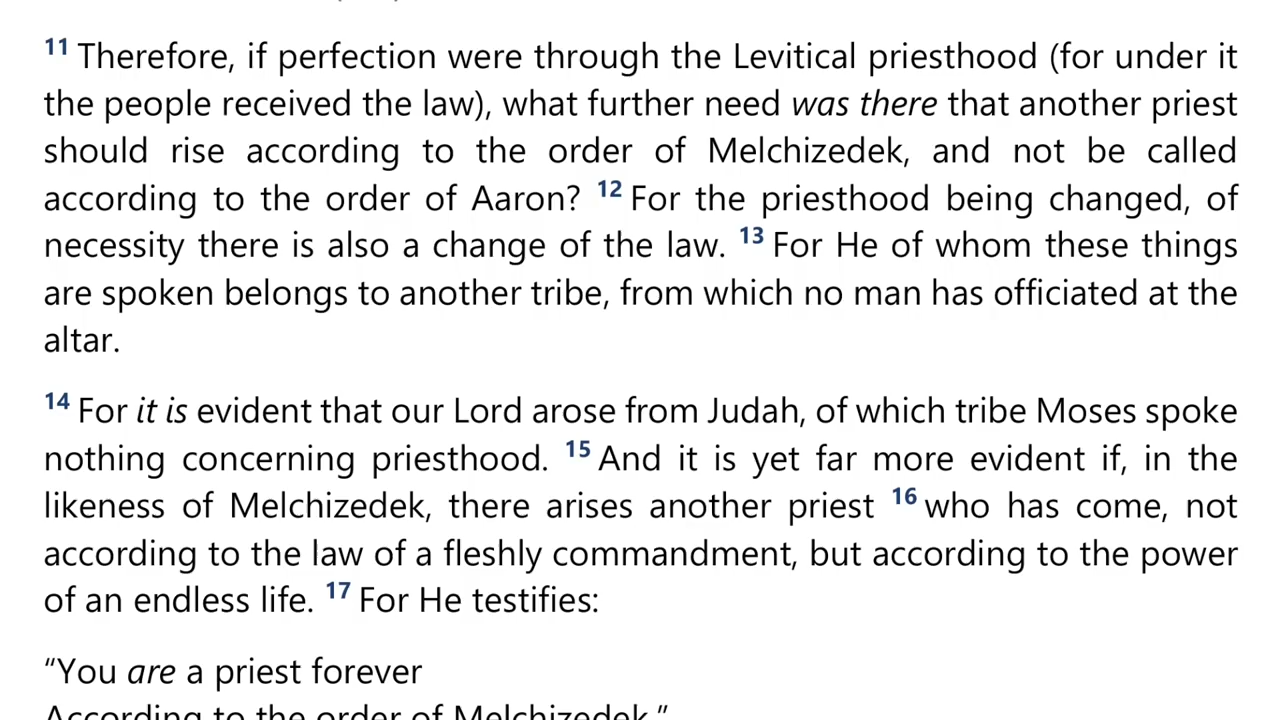 11 Therefore, if perfection were through the Levitical priesthood (for under it
the people received the law), what further need was there that another priest
should rise according to the order of Melchizedek, and not be called
according to the order of Aaron? 12 For the priesthood being changed, of
necessity there is also a change of the law. 13 For He of whom these things
are spoken belongs to another tribe, from which no man has officiated at the
altar.
14 For it is evident that our Lord arose from Judah, of which tribe Moses spoke
nothing concerning priesthood. 15 And it is yet far more evident if, in the
likeness of Melchizedek, there arises another priest 16 who has come, not
according to the law of a fleshly commandment, but according to the power
of an endless life. 17 For He testifies:
“You are a priest forever
According to the order of Melchizedek.”